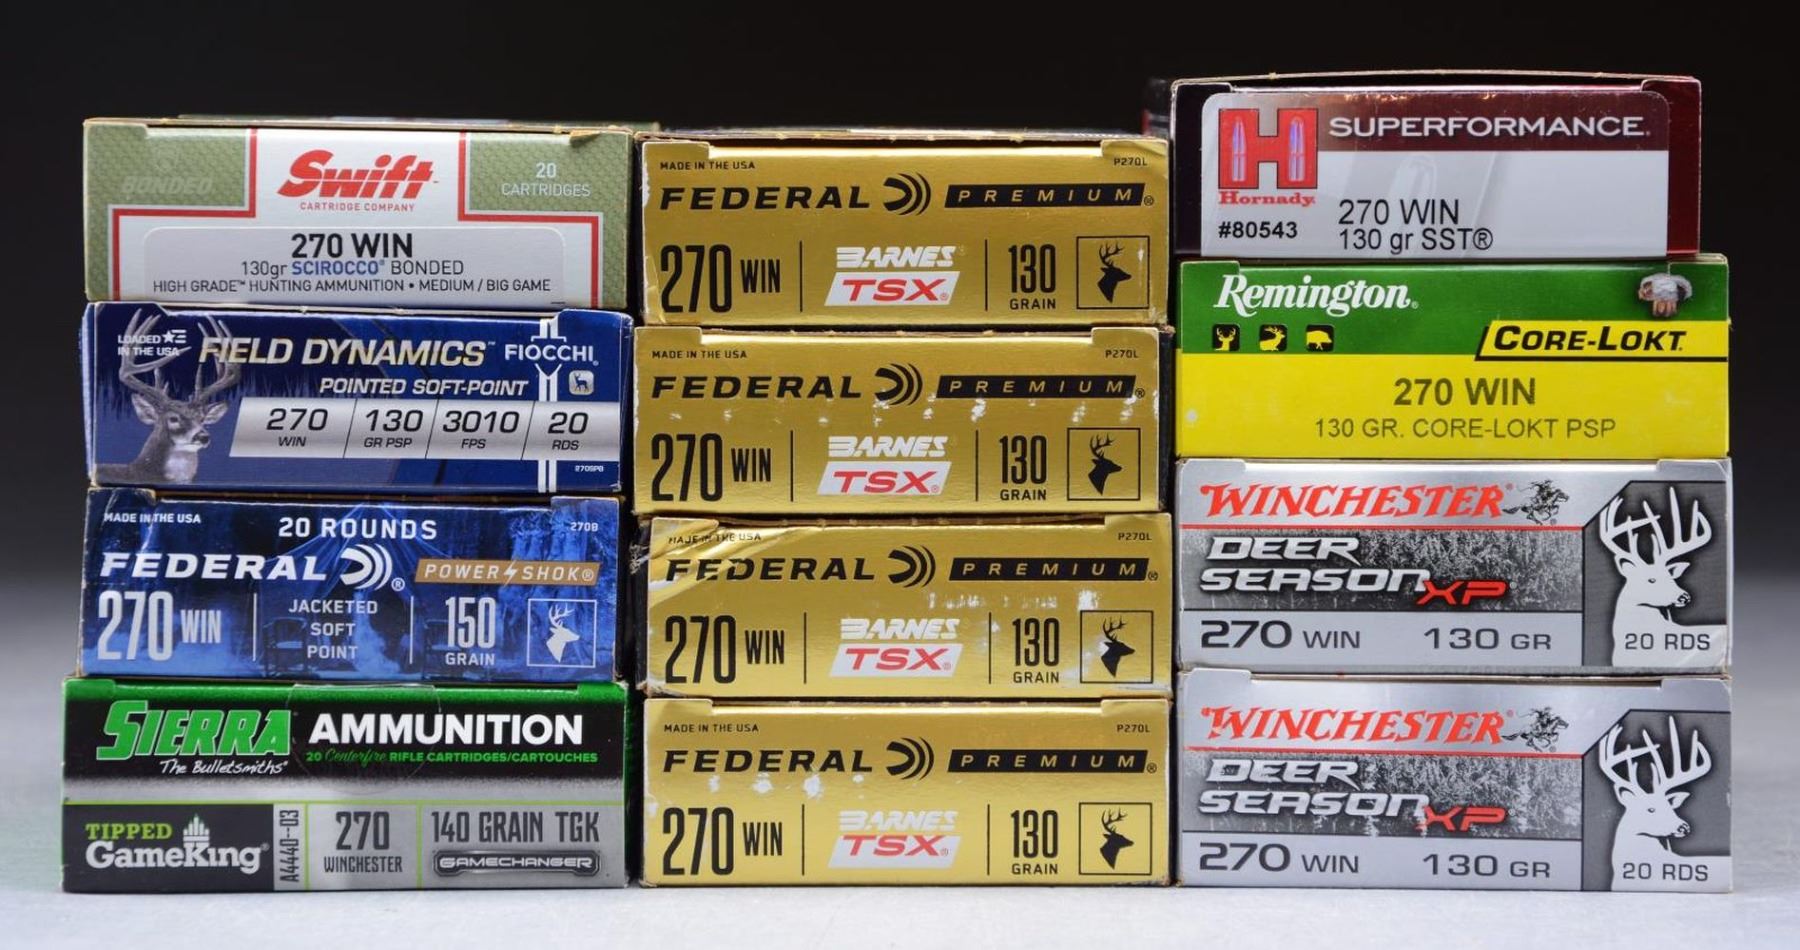 BONDED
Swift
CARTRIDGE COMPANY
20
CARTRIDGES
270 WIN
130gr SCIROCCO® BONDED
HIGH GRADE™ HUNTING AMMUNITION • MEDIUM / BIG GAME
LOADED
IN THE USA
FIELD DYNAMICS™
FIOCCHI
POINTED SOFT-POINT
270 130 3010 20
WIN GR PSP FPS RDS
270SPB
MADE IN THE USA
20 ROUNDS
270B
FEDERAL® POWER SHOK®
270 WIN
JACKETED
SOFT
POINT
150
GRAIN
SIERRA
The Bulletsmiths®
AMMUNITION
20 Centerfire RIFLE CARTRIDGES/CARTOUCHES
TIPPED
GameKing®
A4440--03
270
WINCHESTER
140 GRAIN TGK
GAMECHANGER
MADE IN THE USA P270L
FEDERAL PREMIUM®
270 WIN
BARNES
TSX®
130
GRAIN
MADE IN THE USA P270L
FEDERAL PREMIUM®
270 WIN
BARNES
TSX®
130
GRAIN
MADE IN THE USA P270L
FEDERAL PREMIUM®
270 WIN
BARNES
TSX®
130
GRAIN
MADE IN THE USA P270L
FEDERAL PREMIUM®
270 WIN
BARNES
TSX®
130
GRAIN
H
Hornady
#80543
SUPERFORMANCE
270 WIN
130 gr SST®
Remington®
CORE-LOKT
270 WIN
130 GR. CORE-LOKT PSP
WINCHESTER
DEER
SEASON XP®
270 WIN 130 GR
20 RDS
WINCHESTER
DEER
SEASON XP®
270 WIN 130 GR
20 RDS